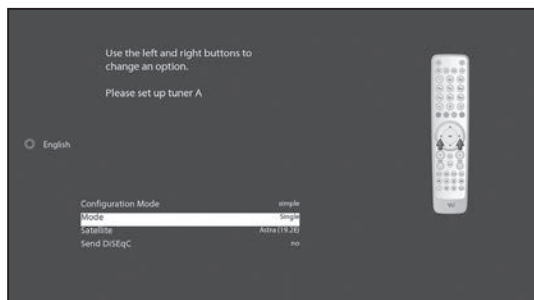 Use the left and right buttons to
change an option.
Please set up tuner A
English
Configuration Mode simple
Mode Single
Satellite Astra (19.2E)
Send DiSEqC no